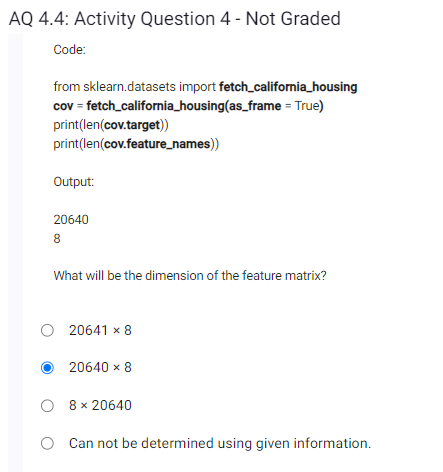 AQ 4.4: Activity Question 4 - Not Graded
Code:
from sklearn.datasets import fetch_california_housing
cov = fetch_california_housing(as_frame = True)
print(len(cov.target))
print(len(cov.feature_names))
Output:
20640
8
What will be the dimension of the feature matrix?
20641 × 8
20640 × 8
8 × 20640
Can not be determined using given information.